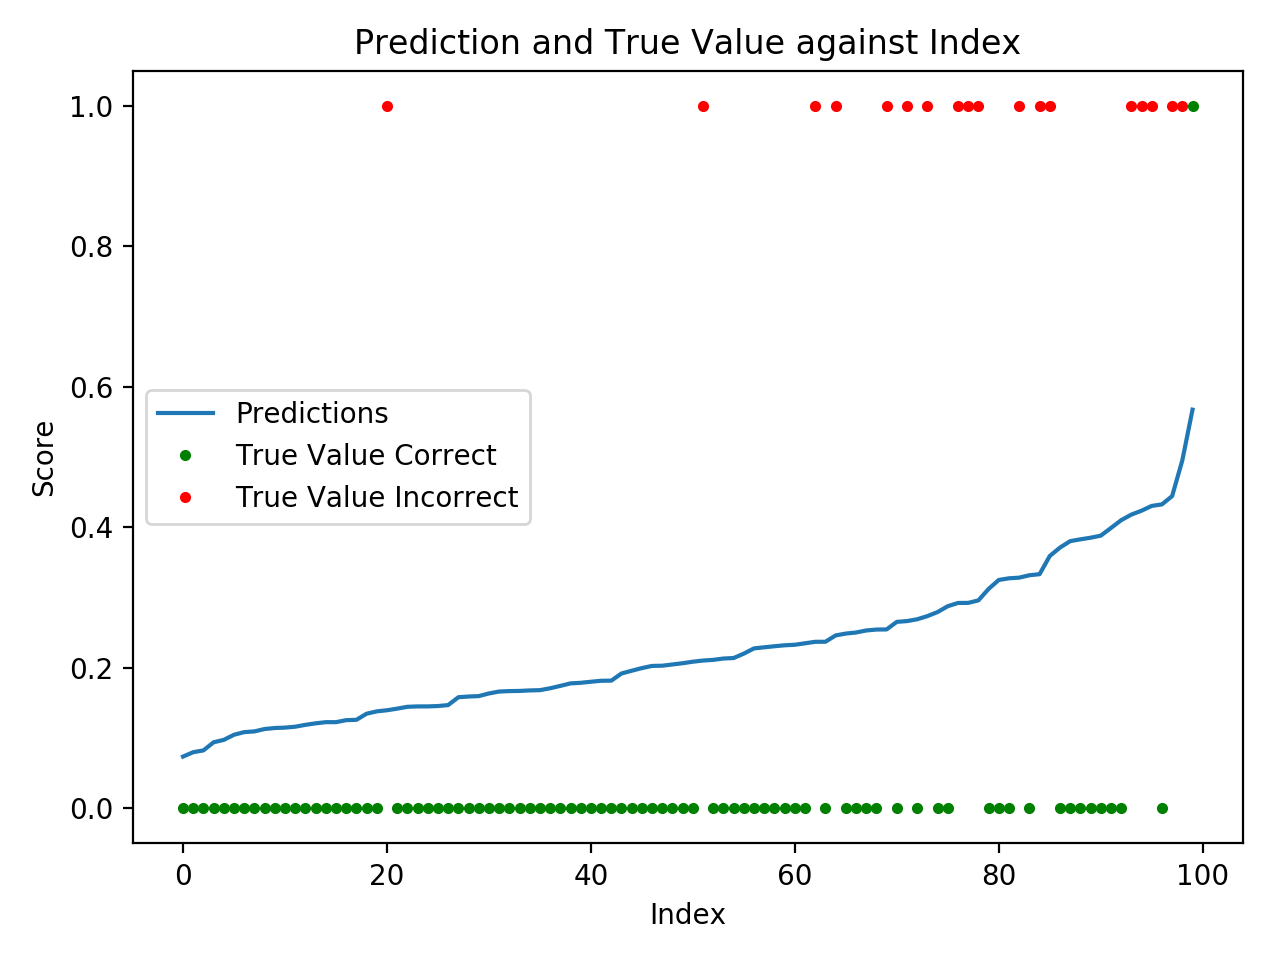 Prediction and True Value against Index
1.0
0.8
0.6
0.4
0.2
0.0
Score
Predictions
True Value Correct
True Value Incorrect
0 20 40 60 80 100
Index